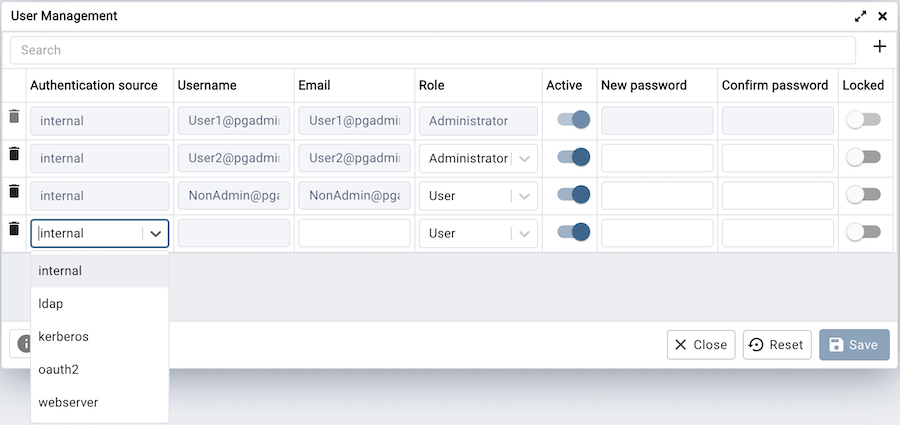 User Management
Search
Authentication source Username Email Role Active New password Confirm password Locked
internal User1@pgadmi User1@pgadmi Administrator
internal User2@pgadmi User2@pgadmi Administrator
internal NonAdmin@pga NonAdmin@pga User
internal User
internal
ldap
kerberos
oauth2
webserver
Close Reset Save